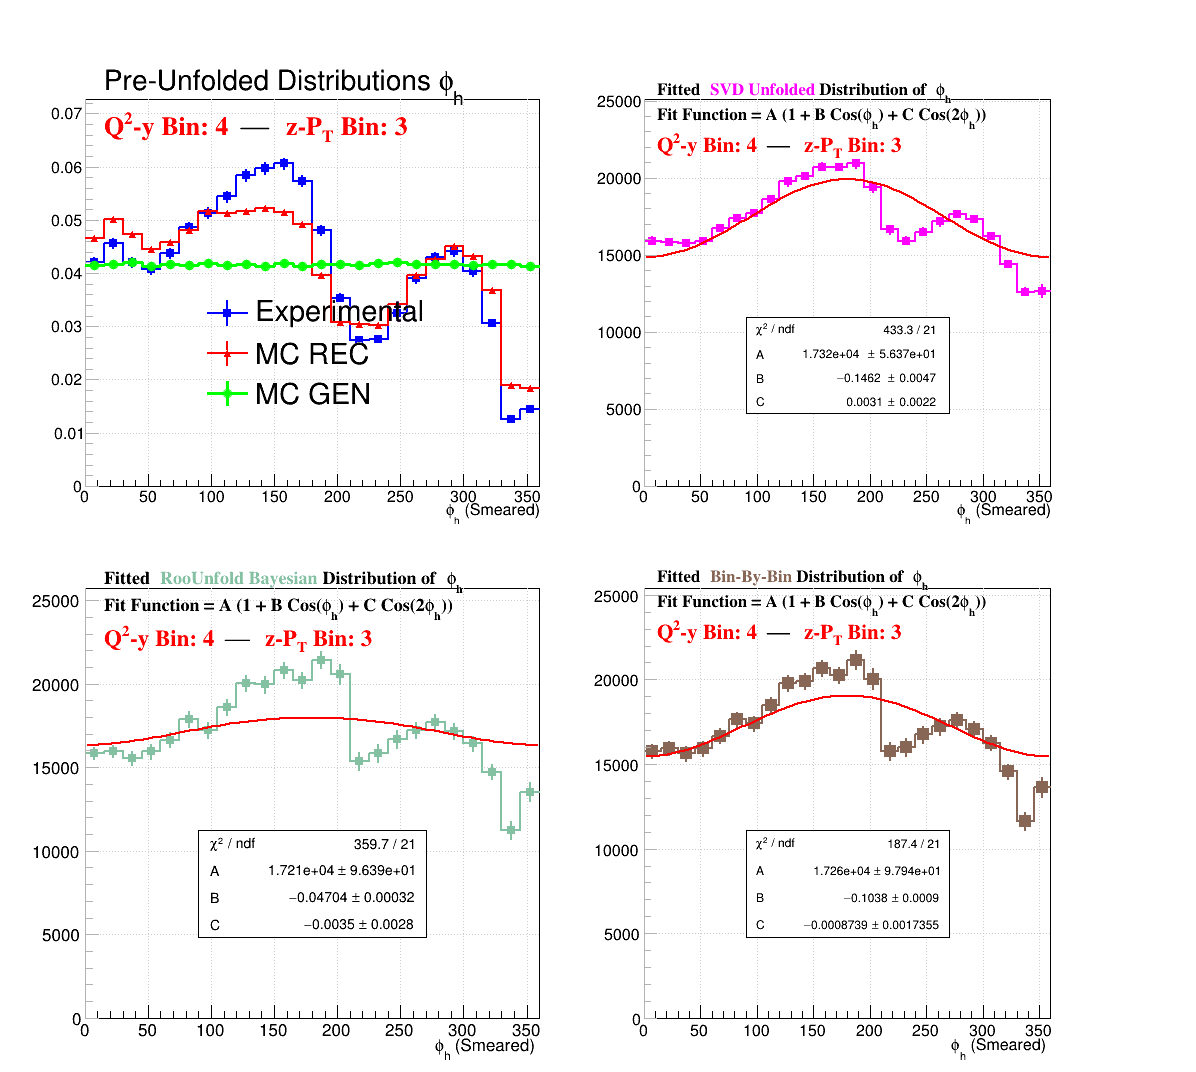 Pre-Unfolded Distributions ϕh
Q²-y Bin: 4 — z-PT Bin: 3
0.07
0.06
0.05
0.04
0.03
0.02
0.01
0
Experimental
MC REC
MC GEN
0 50 100 150 200 250 300 350
ϕh (Smeared)
Fitted SVD Unfolded Distribution of ϕh
Fit Function = A (1 + B Cos(ϕh) + C Cos(2ϕh))
Q²-y Bin: 4 — z-PT Bin: 3
25000
20000
15000
10000
5000
0
χ² / ndf 433.3 / 21
A 1.732e+04 ± 5.637e+01
B −0.1462 ± 0.0047
C 0.0031 ± 0.0022
0 50 100 150 200 250 300 350
ϕh (Smeared)
Fitted RooUnfold Bayesian Distribution of ϕh
Fit Function = A (1 + B Cos(ϕh) + C Cos(2ϕh))
Q²-y Bin: 4 — z-PT Bin: 3
25000
20000
15000
10000
5000
0
χ² / ndf 359.7 / 21
A 1.721e+04 ± 9.639e+01
B −0.04704 ± 0.00032
C −0.0035 ± 0.0028
0 50 100 150 200 250 300 350
ϕh (Smeared)
Fitted Bin-By-Bin Distribution of ϕh
Fit Function = A (1 + B Cos(ϕh) + C Cos(2ϕh))
Q²-y Bin: 4 — z-PT Bin: 3
25000
20000
15000
10000
5000
0
χ² / ndf 187.4 / 21
A 1.726e+04 ± 9.794e+01
B −0.1038 ± 0.0009
C −0.0008739 ± 0.0017355
0 50 100 150 200 250 300 350
ϕh (Smeared)